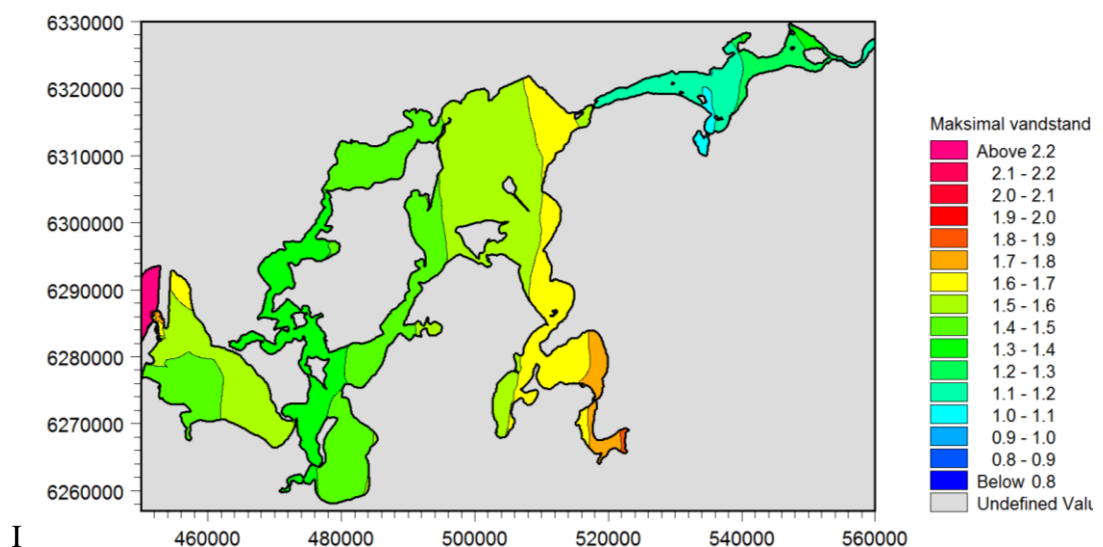 6330000
6320000
6310000
6300000
6290000
6280000
6270000
6260000
460000 480000 500000 520000 540000 560000
Maksimal vandstand
Above 2.2
2.1 - 2.2
2.0 - 2.1
1.9 - 2.0
1.8 - 1.9
1.7 - 1.8
1.6 - 1.7
1.5 - 1.6
1.4 - 1.5
1.3 - 1.4
1.2 - 1.3
1.1 - 1.2
1.0 - 1.1
0.9 - 1.0
0.8 - 0.9
Below 0.8
Undefined Valu
I